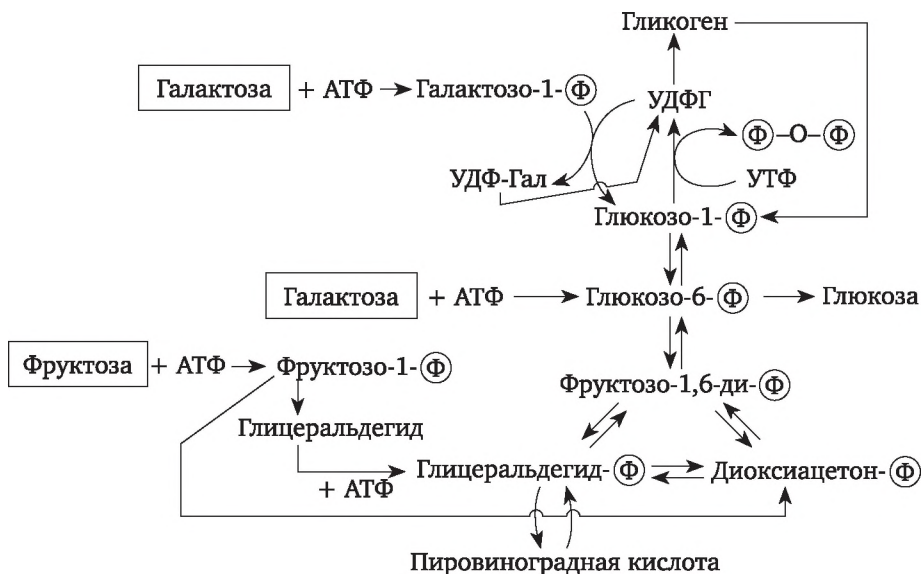 Гликоген
Галактоза + АТФ → Галактозо-1-Ф
УДФГ
Ф–О–Ф
УДФ-Гал
УТФ
Глюкозо-1-Ф
Галактоза + АТФ → Глюкозо-6-Ф → Глюкоза
Фруктоза + АТФ → Фруктозо-1-Ф
Фруктозо-1,6-ди-Ф
Глицеральдегид
+ АТФ
Глицеральдегид-Ф
Диоксиацетон-Ф
Пировиноградная кислота